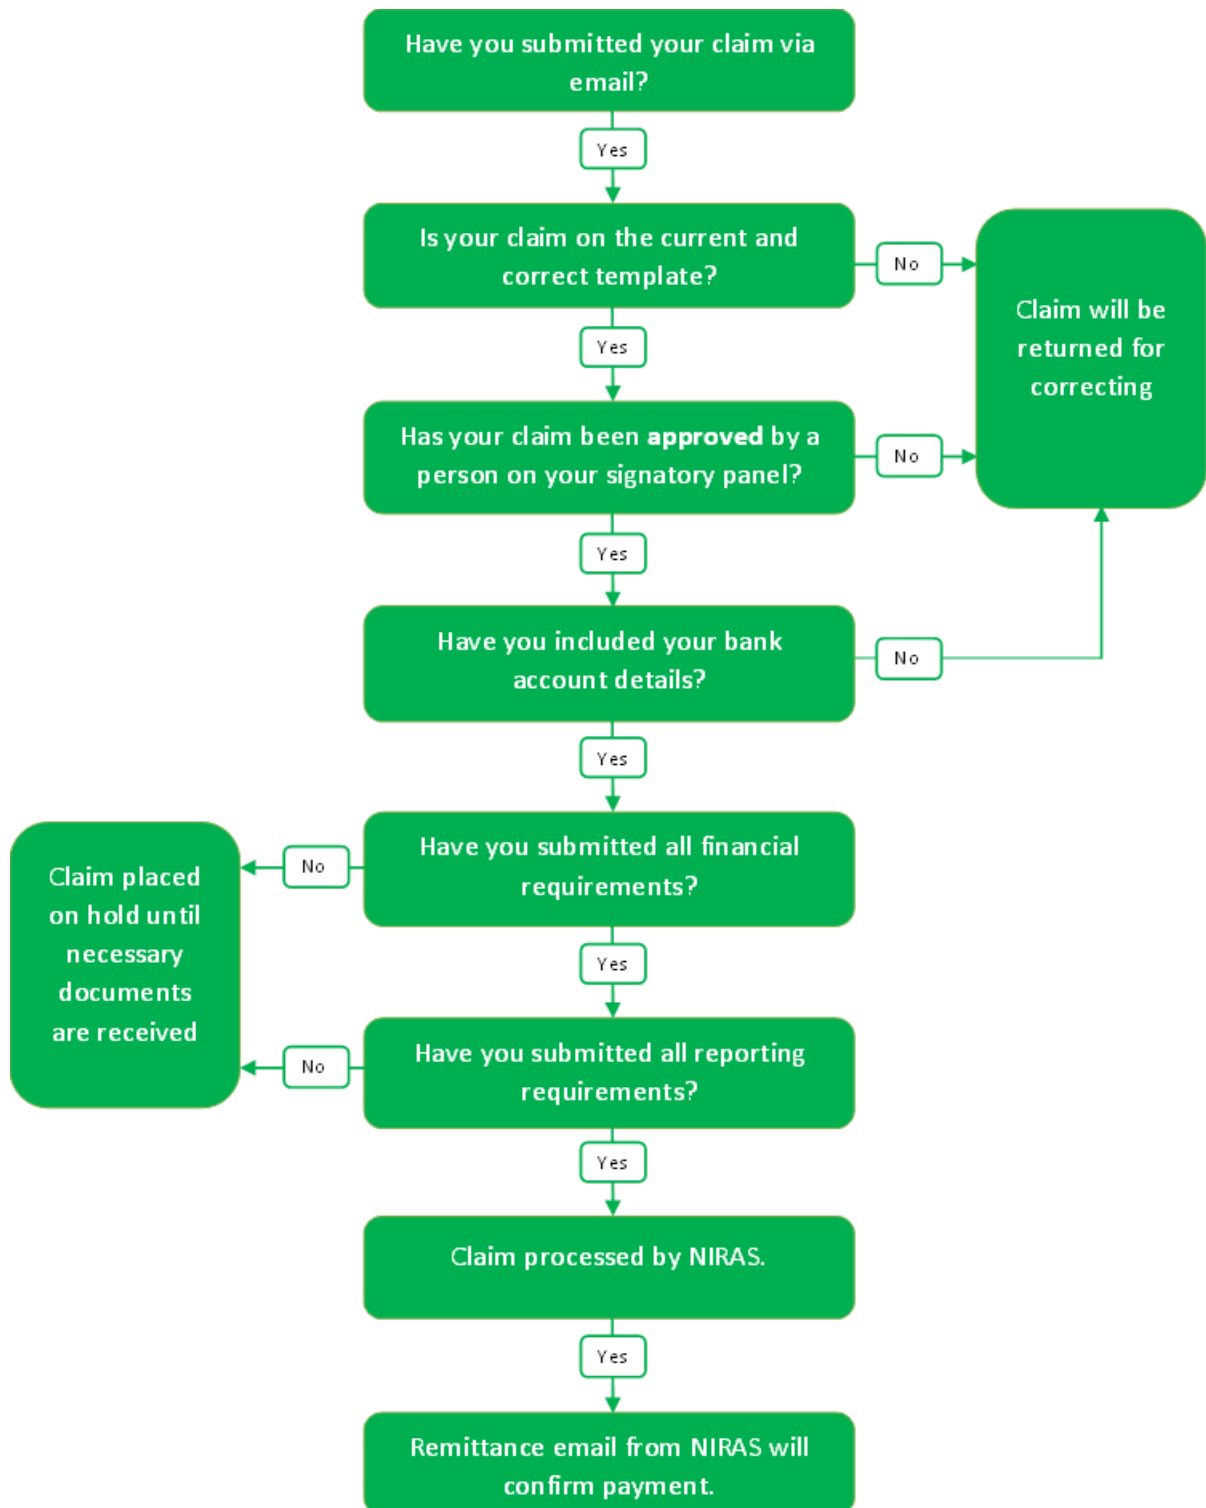 Have you submitted your claim via
email?
Yes
Is your claim on the current and
correct template?
No
Claim will be
returned for
correcting
Yes
Has your claim been approved by a
person on your signatory panel?
No
Yes
Have you included your bank
account details?
No
Yes
Have you submitted all financial
requirements?
No
Claim placed
on hold until
necessary
documents
are received
Yes
Have you submitted all reporting
requirements?
No
Yes
Claim processed by NIRAS.
Yes
Remittance email from NIRAS will
confirm payment.